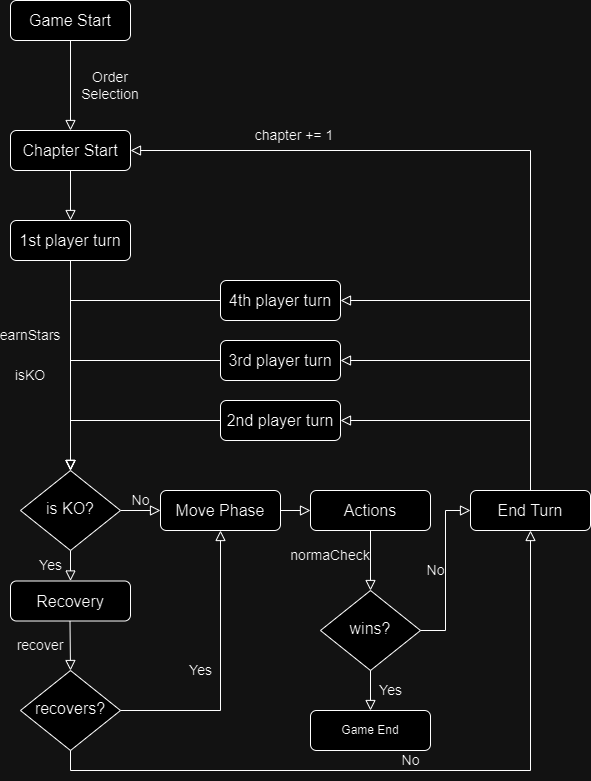 Game Start
Order
Selection
chapter += 1
Chapter Start
1st player turn
4th player turn
earnStars
3rd player turn
isKO
2nd player turn
is KO?
No
Move Phase
Actions
End Turn
normaCheck
Yes
No
Recovery
wins?
recover
Yes
Yes
recovers?
Game End
No